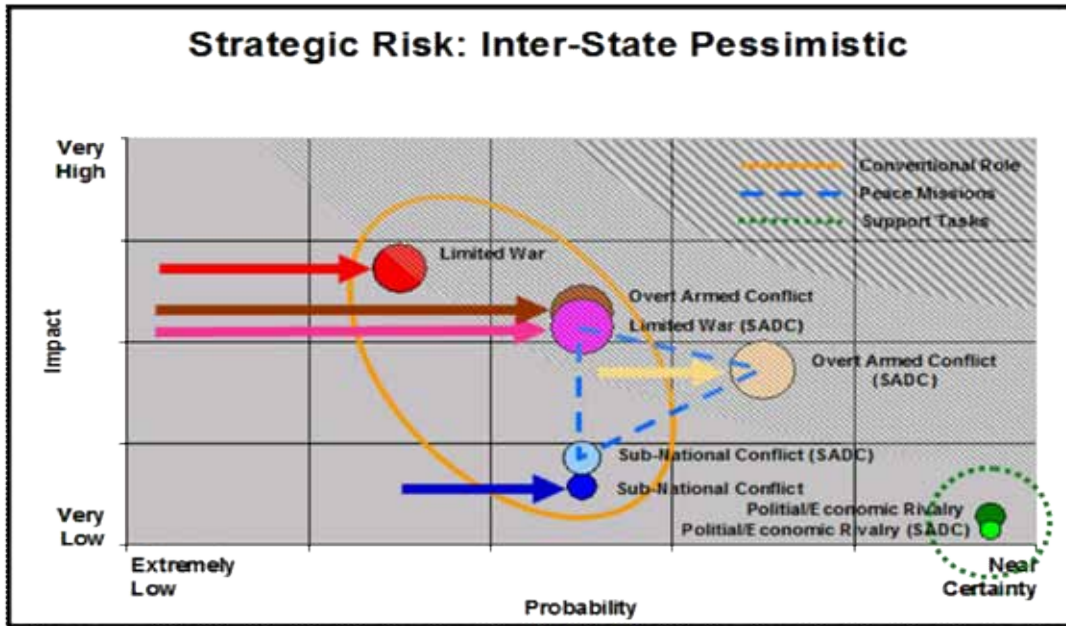 Strategic Risk: Inter-State Pessimistic
Very
High
Conventional Role
Peace Missions
Support Tasks
Limited War
Overt Armed Conflict
Limited War (SADC)
Impact
Overt Armed Conflict
(SADC)
Sub-National Conflict (SADC)
Sub-National Conflict
Politial/Economic Rivalry
Politial/Economic Rivalry (SADC)
Very
Low
Extremely
Low
Near
Certainty
Probability